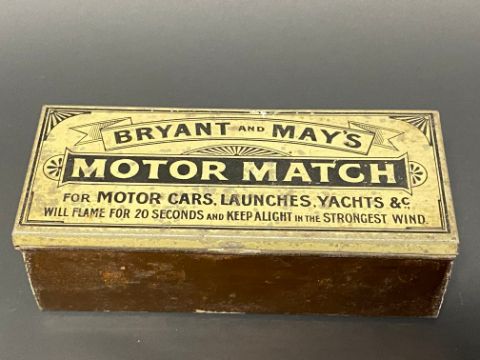 BRYANT AND MAY'S
MOTOR MATCH
FOR MOTOR CARS, LAUNCHES, YACHTS &c.
WILL FLAME FOR 20 SECONDS AND KEEP ALIGHT IN THE STRONGEST WIND.